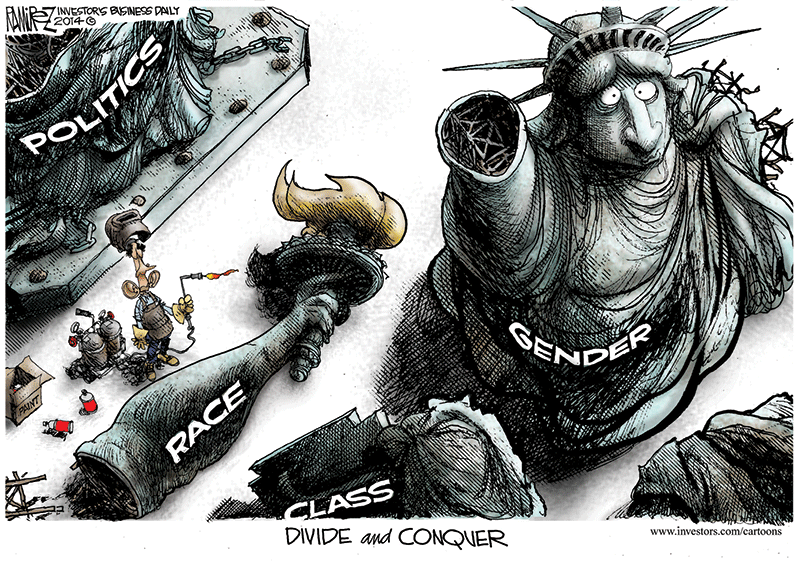 RAMIREZ
INVESTOR'S BUSINESS DAILY
2014 ©
POLITICS
GENDER
RACE
PAINT
CLASS
DIVIDE and CONQUER
www.investors.com/cartoons